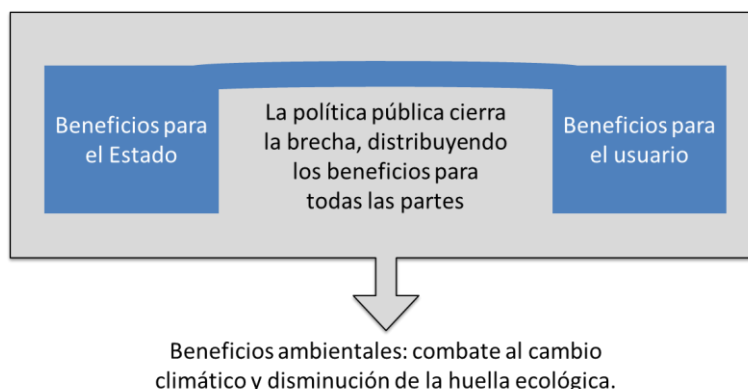 Beneficios para
el Estado
La política pública cierra
la brecha, distribuyendo
los beneficios para
todas las partes
Beneficios para
el usuario
Beneficios ambientales: combate al cambio
climático y disminución de la huella ecológica.